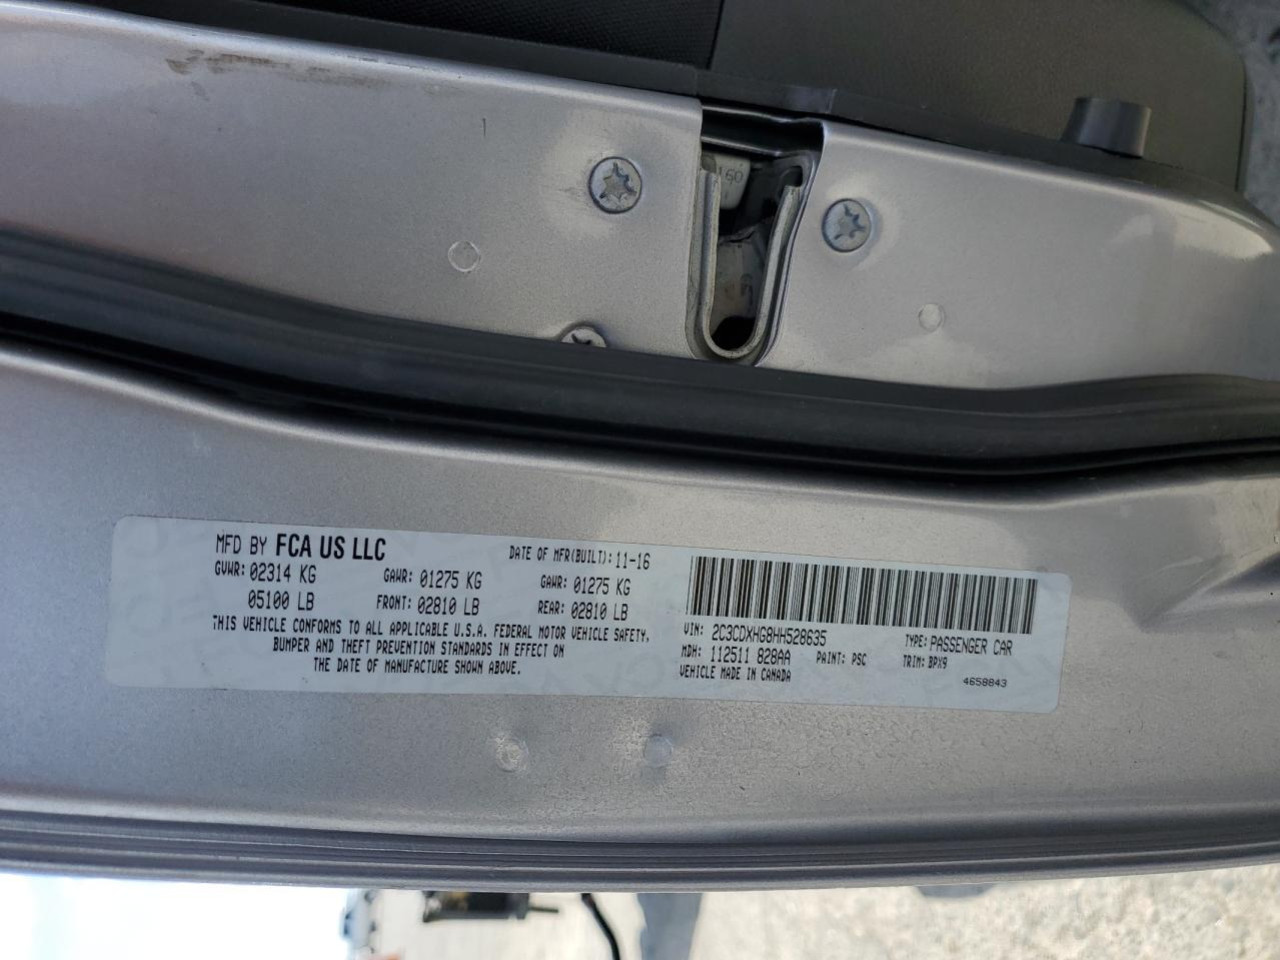 160
MFD BY FCA US LLC DATE OF MFR(BUILT): 11-16
GVWR: 02314 KG GAWR: 01275 KG GAWR: 01275 KG
05100 LB FRONT: 02810 LB REAR: 02810 LB
THIS VEHICLE CONFORMS TO ALL APPLICABLE U.S.A. FEDERAL MOTOR VEHICLE SAFETY,
BUMPER AND THEFT PREVENTION STANDARDS IN EFFECT ON
THE DATE OF MANUFACTURE SHOWN ABOVE.
VIN: 2C3CDXHG8HH528635 TYPE: PASSENGER CAR
MDH: 112511 828AA PAINT: PSC TRIM: BPX9
VEHICLE MADE IN CANADA 4658843